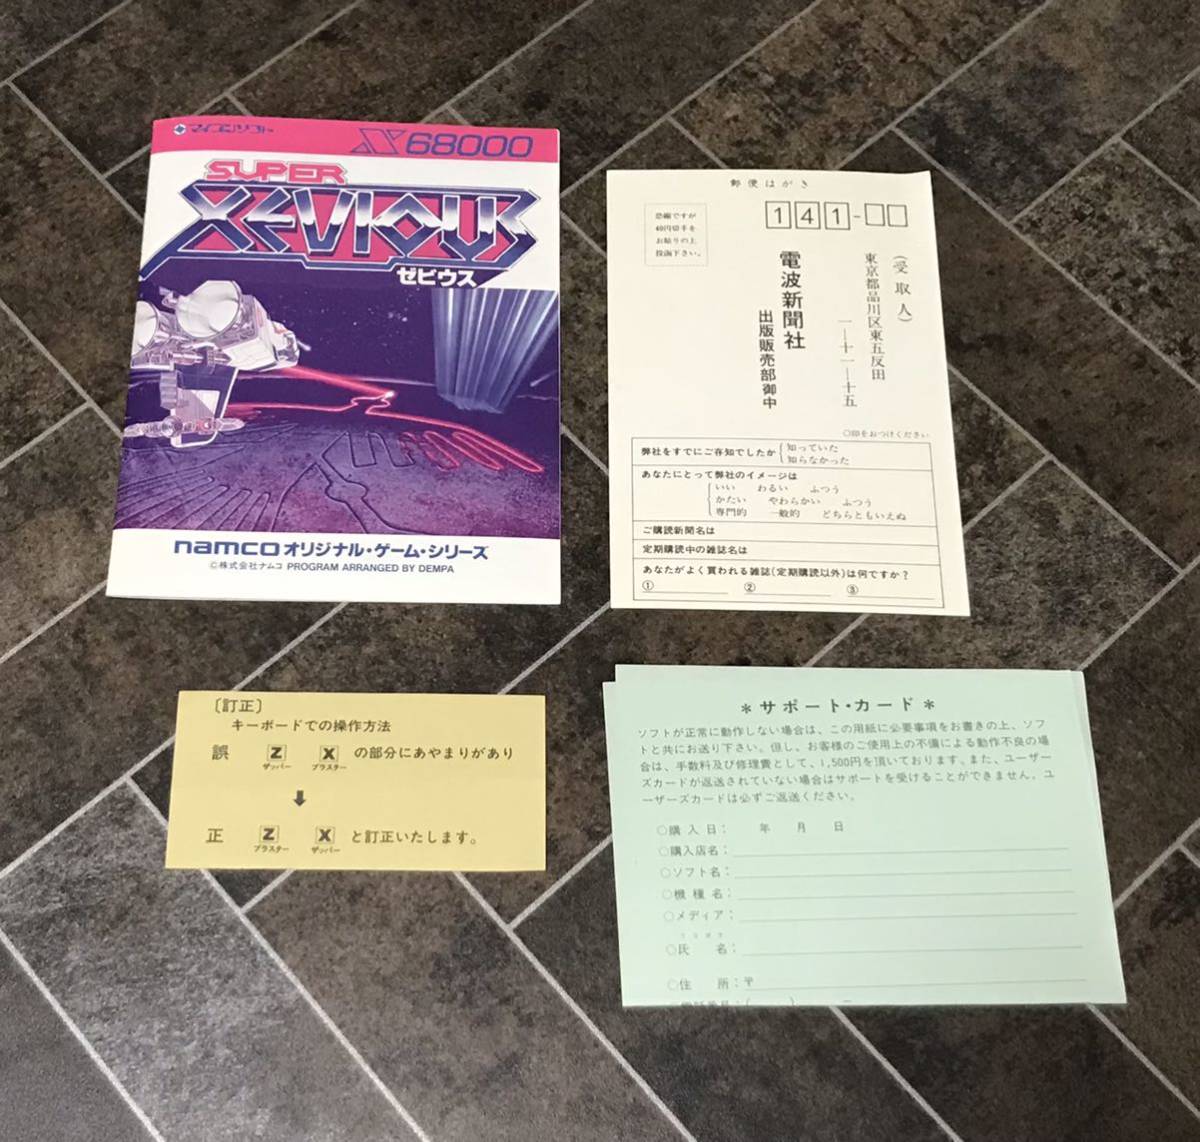 マイコンソフト
X68000
SUPER
XEVIOUS
ゼビウス
namco オリジナル・ゲーム・シリーズ
©株式会社ナムコ PROGRAM ARRANGED BY DEMPA
郵便はがき
恐縮ですが
40円切手を
お貼りの上
投函下さい。
141-□□
(受取人)
東京都品川区東五反田
一―十一―十五
電波新聞社
出版販売部御中
○印をおつけください
弊社をすでにご存知でしたか
知っていた
知らなかった
あなたにとって弊社のイメージは
いい わるい ふつう
かたい やわらかい ふつう
専門的 一般的 どちらともいえぬ
ご購読新聞名は
定期購読中の雑誌名は
あなたがよく買われる雑誌(定期購読以外)は何ですか?
① ② ③
〔訂正〕
キーボードでの操作方法
誤 Z X の部分にあやまりがあり
ザッパー ブラスター
↓
正 Z X と訂正いたします。
ブラスター ザッパー
＊サポート・カード＊
ソフトが正常に動作しない場合は、この用紙に必要事項をお書きの上、ソフ
トと共にお送り下さい。但し、お客様のご使用上の不備による動作不良の場
合は、手数料及び修理費として、1,500円を頂いております。また、ユーザー
ズカードが返送されていない場合はサポートを受けることができません。ユ
ーザーズカードは必ずご返送ください。
○購入日： 年 月 日
○購入店名：
○ソフト名：
○機種名：
○メディア：
○氏 名：
○住 所：〒